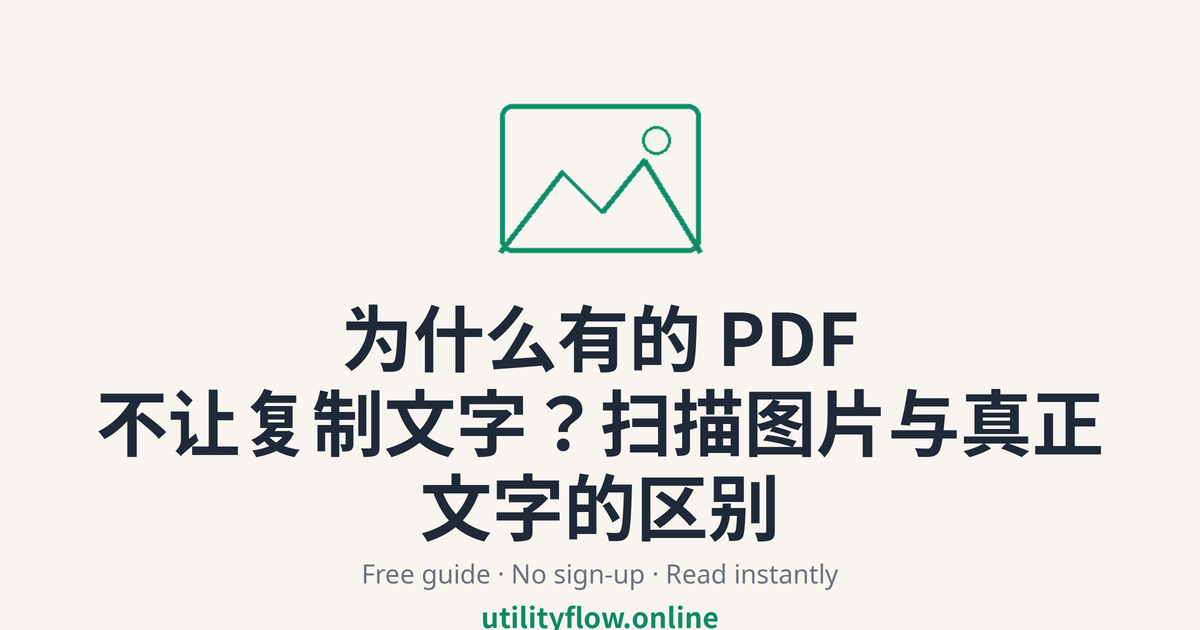 为什么有的 PDF
不让复制文字？扫描图片与真正
文字的区别
Free guide · No sign-up · Read instantly
utilityflow.online